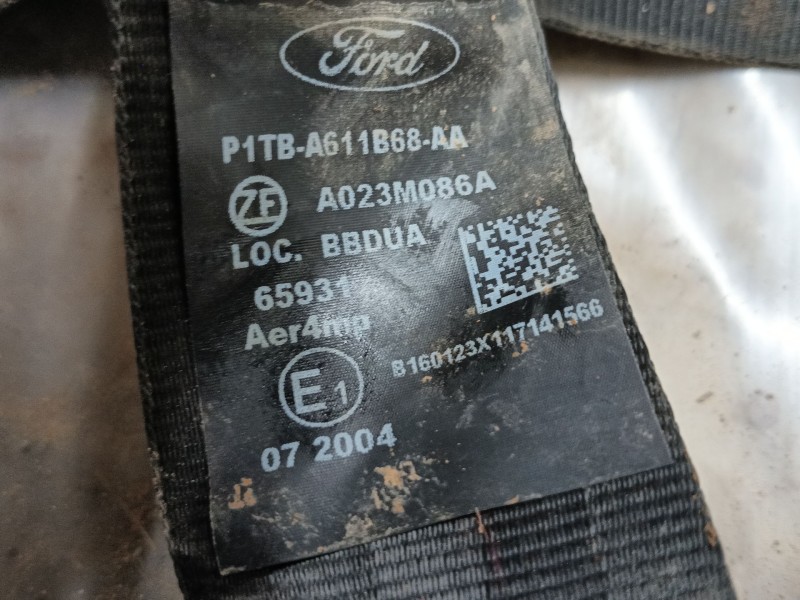 Ford
P1TB-A611B68-AA
ZF A023M086A
LOC. BBDUA
65931
Aer4mp
B160123X117141566
E1
07 2004